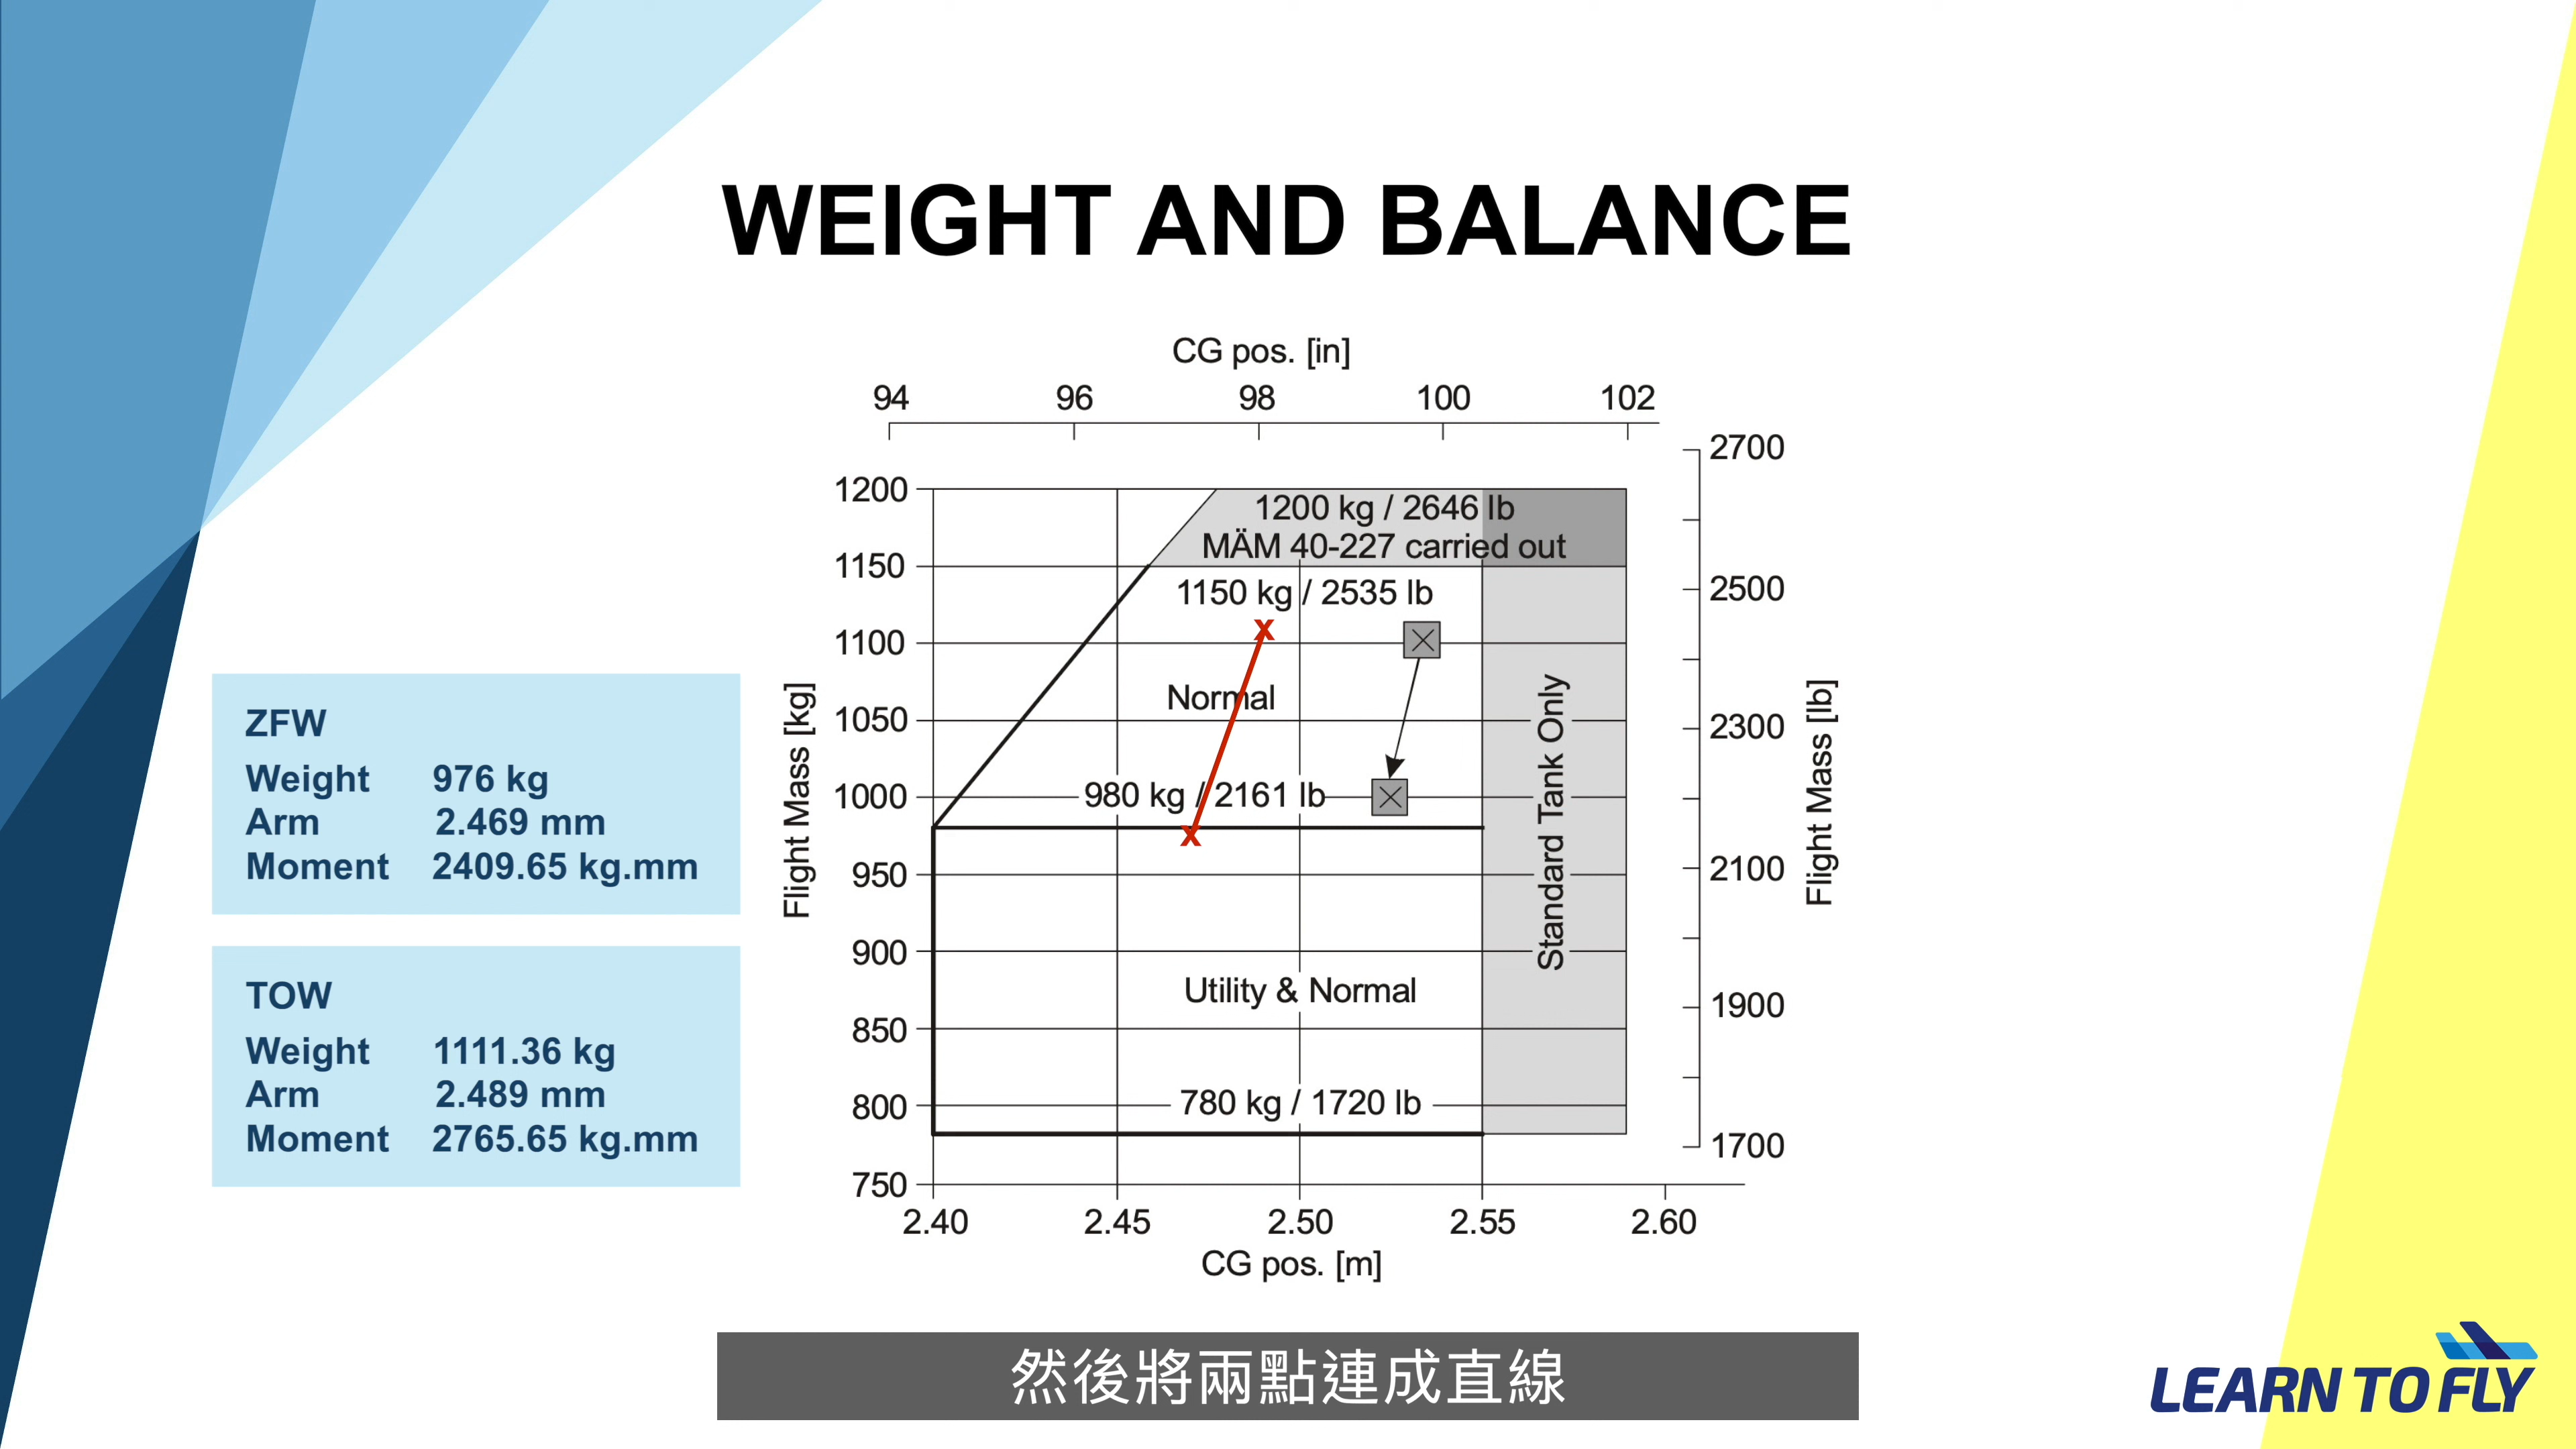 WEIGHT AND BALANCE
CG pos. [in]
94 96 98 100 102
ZFW
Weight 976 kg
Arm 2.469 mm
Moment 2409.65 kg.mm
TOW
Weight 1111.36 kg
Arm 2.489 mm
Moment 2765.65 kg.mm
Flight Mass [kg]
1200
1150
1100
1050
1000
950
900
850
800
750
1200 kg / 2646 lb
MÄM 40-227 carried out
1150 kg / 2535 lb
X
Normal
980 kg / 2161 lb
X
Utility & Normal
780 kg / 1720 lb
Standard Tank Only
2700
2500
2300
2100
1900
1700
Flight Mass [lb]
2.40 2.45 2.50 2.55 2.60
CG pos. [m]
然後將兩點連成直線
LEARN TO FLY